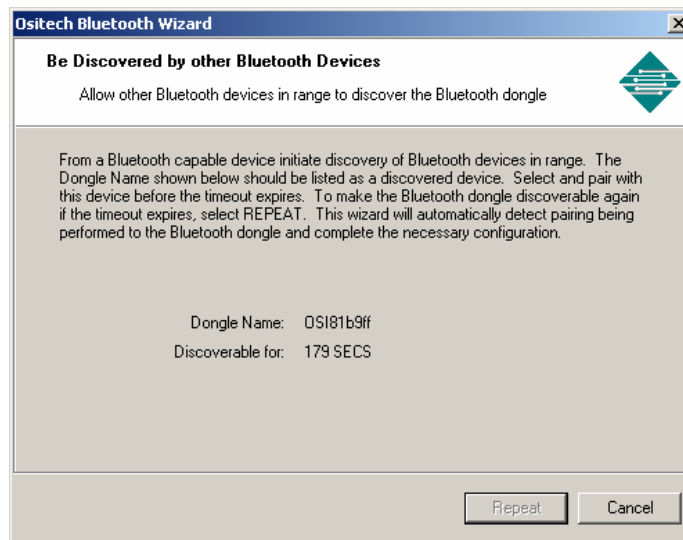 Ositech Bluetooth Wizard
Be Discovered by other Bluetooth Devices
Allow other Bluetooth devices in range to discover the Bluetooth dongle
From a Bluetooth capable device initiate discovery of Bluetooth devices in range. The
Dongle Name shown below should be listed as a discovered device. Select and pair with
this device before the timeout expires. To make the Bluetooth dongle discoverable again
if the timeout expires, select REPEAT. This wizard will automatically detect pairing being
performed to the Bluetooth dongle and complete the necessary configuration.
Dongle Name: OSI81b9ff
Discoverable for: 179 SECS
Repeat Cancel